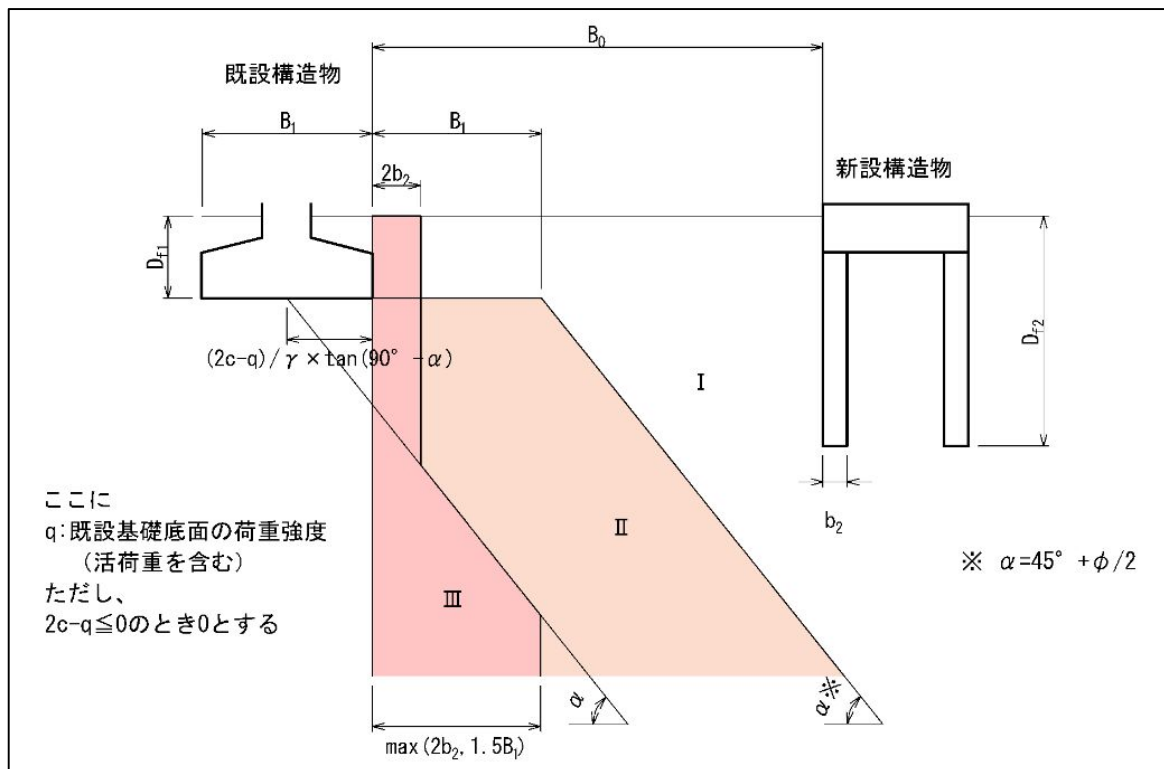 B₀
既設構造物
B₁
B₁
2b₂
新設構造物
D_f1
(2c-q)/γ×tan(90°-α)
D_f2
Ⅰ
ここに
q:既設基礎底面の荷重強度
(活荷重を含む)
ただし、
2c-q≦0のとき0とする
Ⅱ
b₂
※ α=45°+φ/2
Ⅲ
α
α※
max(2b₂, 1.5B₁)